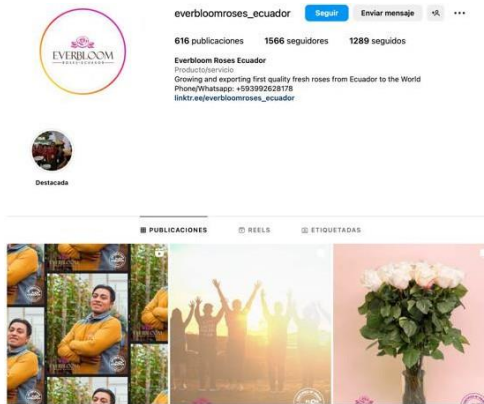 everbloomroses_ecuador Seguir Enviar mensaje
616 publicaciones 1566 seguidores 1289 seguidos
EVERBLOOM
ROSES ECUADOR
Everbloom Roses Ecuador
Producto/servicio
Growing and exporting first quality fresh roses from Ecuador to the World
Phone/Whatsapp: +593992628178
linktr.ee/everbloomroses_ecuador
Destacada
PUBLICACIONES REELS ETIQUETADAS